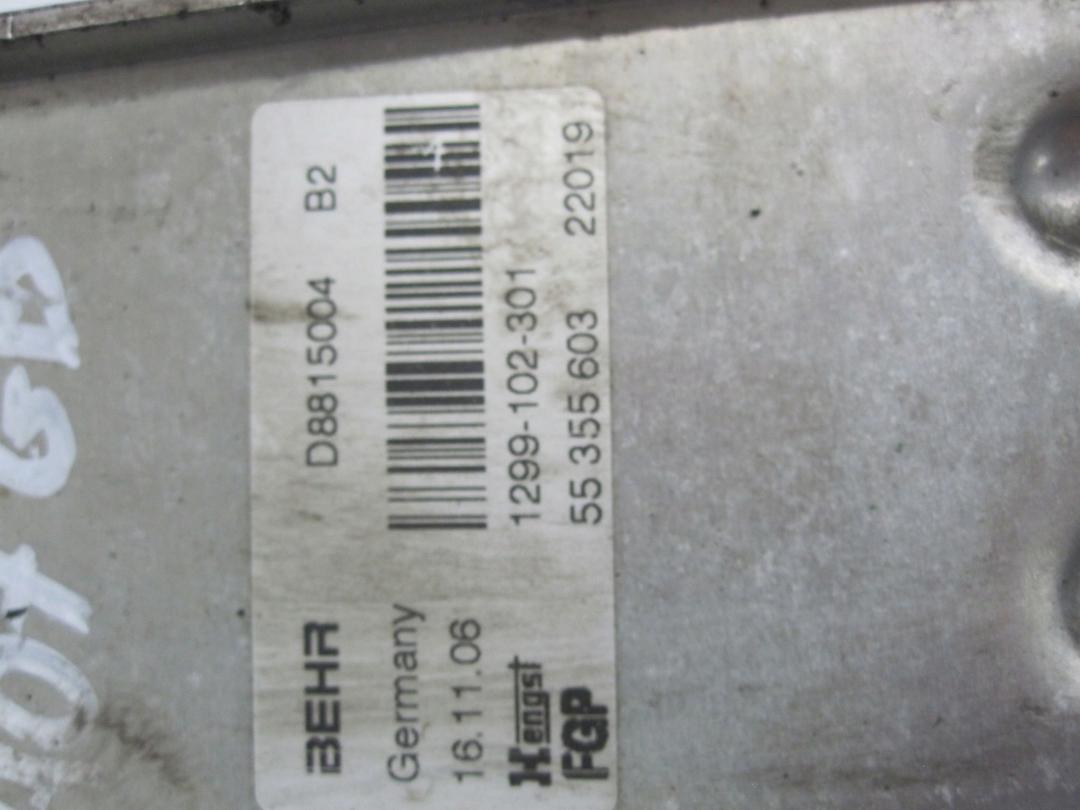 BEHR D8815004 B2
Germany
16.11.06
Hengst 1299-102-301
FGP 55 355 603 22019